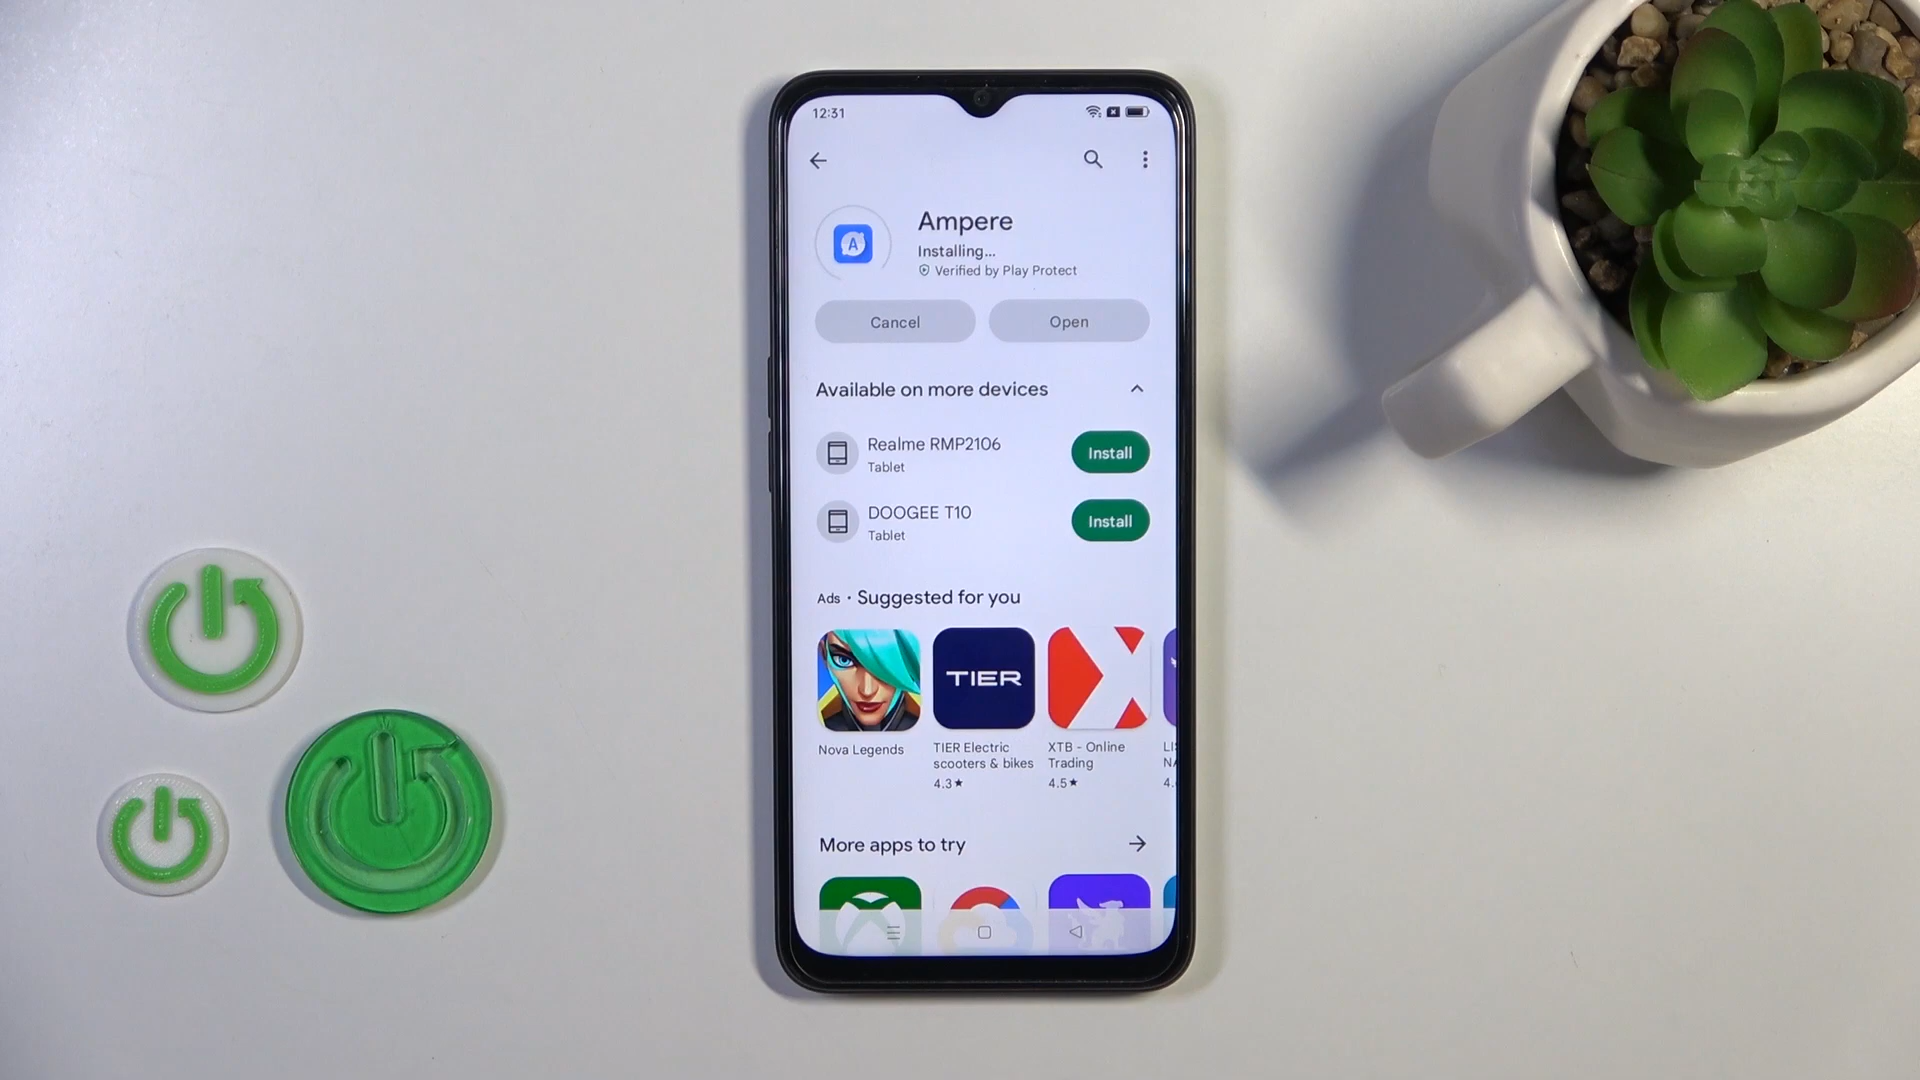 12:31
Ampere
Installing...
Verified by Play Protect
Cancel
Open
Available on more devices
Realme RMP2106
Tablet
Install
DOOGEE T10
Tablet
Install
Ads • Suggested for you
TIER
Nova Legends
TIER Electric
scooters & bikes
4.3★
XTB - Online
Trading
4.5★
More apps to try